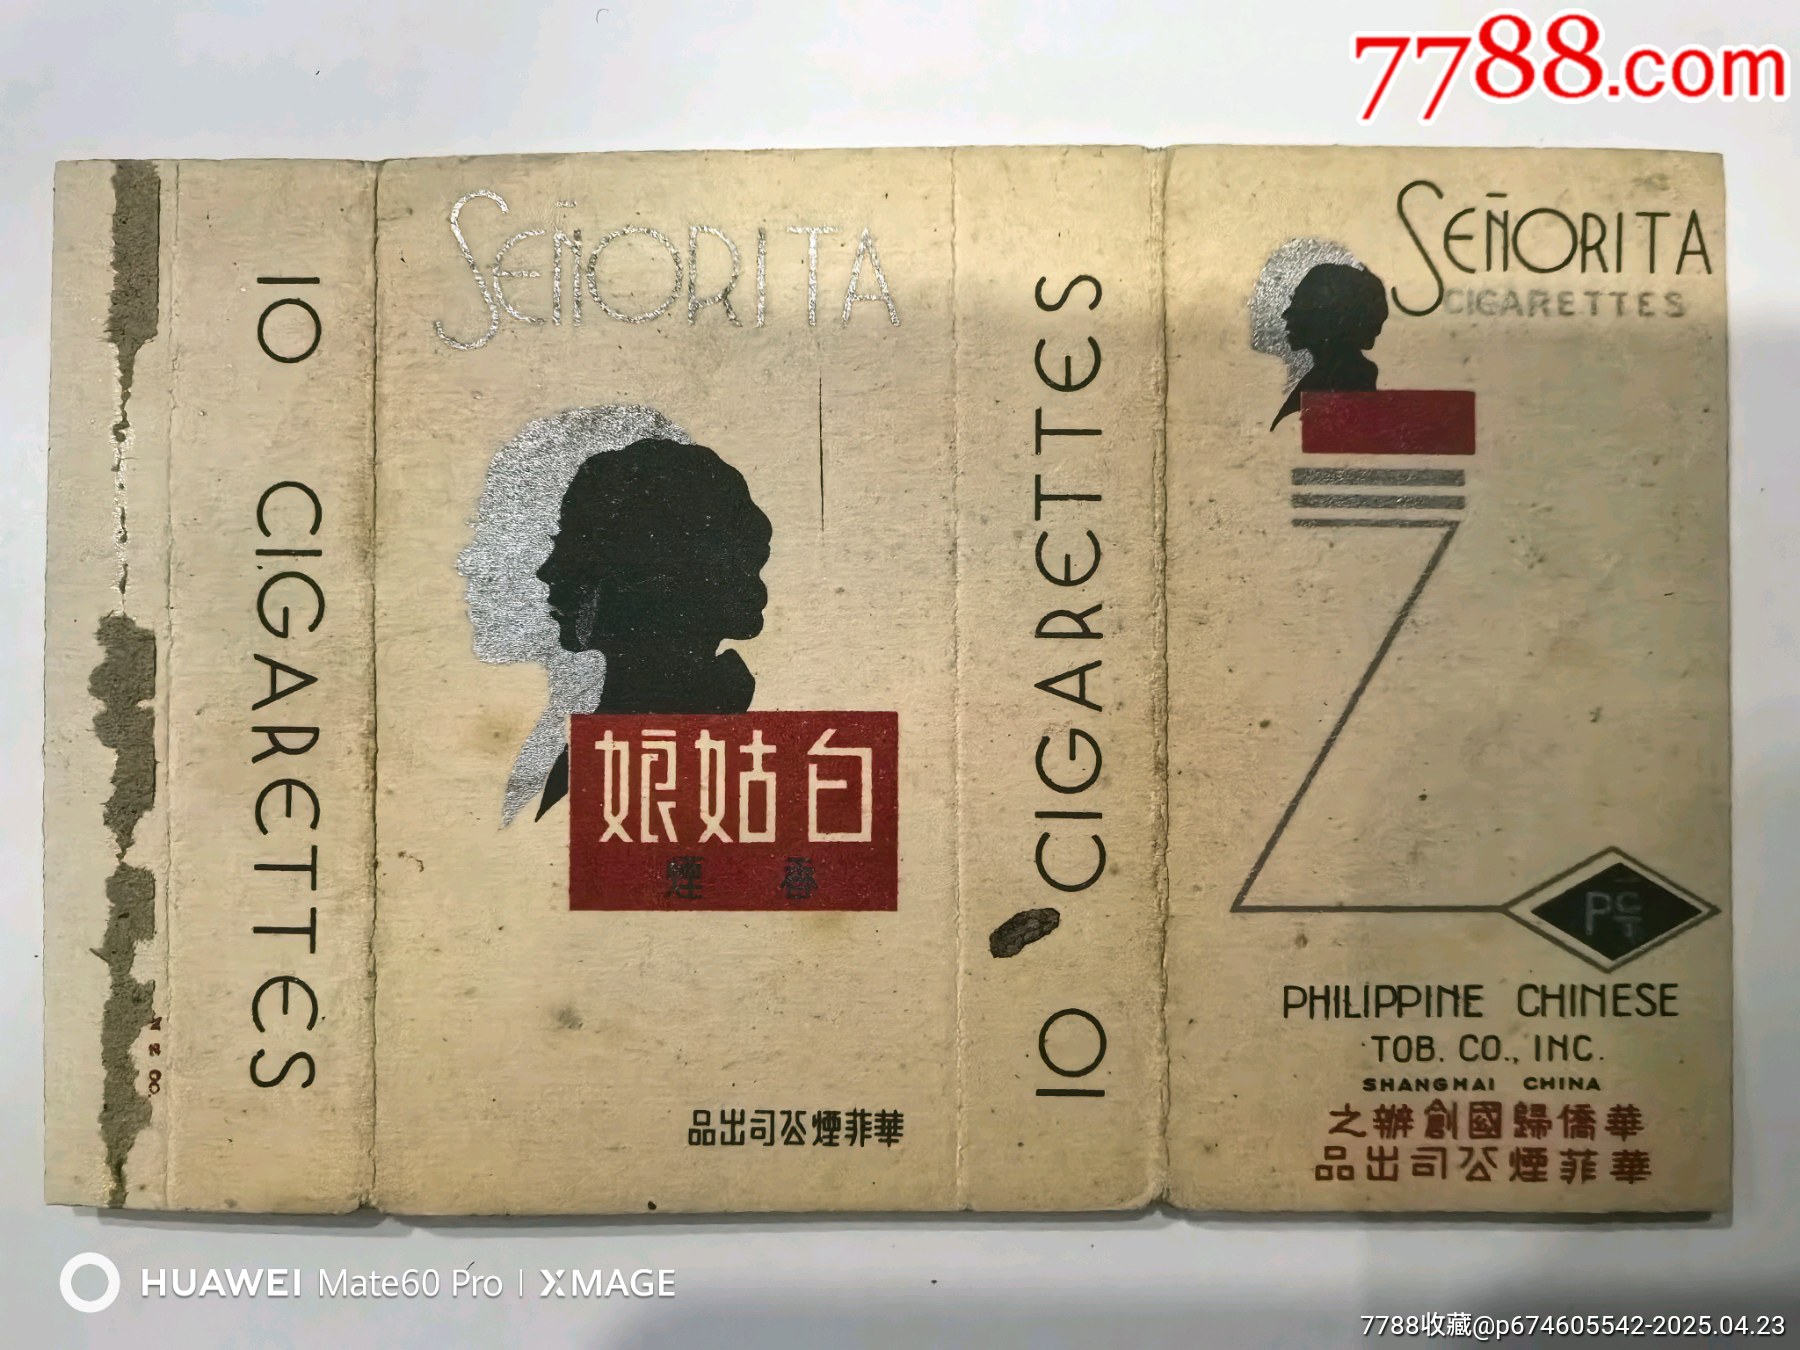 7788.com
10 CIGARETTES
N 2 00.
SEÑORITA
白姑娘
香煙
華菲煙公司出品
10 CIGARETTES
SEÑORITA
CIGARETTES
PCT
PHILIPPINE CHINESE
TOB. CO., INC.
SHANGHAI CHINA
華僑歸國創辦之
華菲煙公司出品
HUAWEI Mate60 Pro | XMAGE
7788收藏@p674605542-2025.04.23